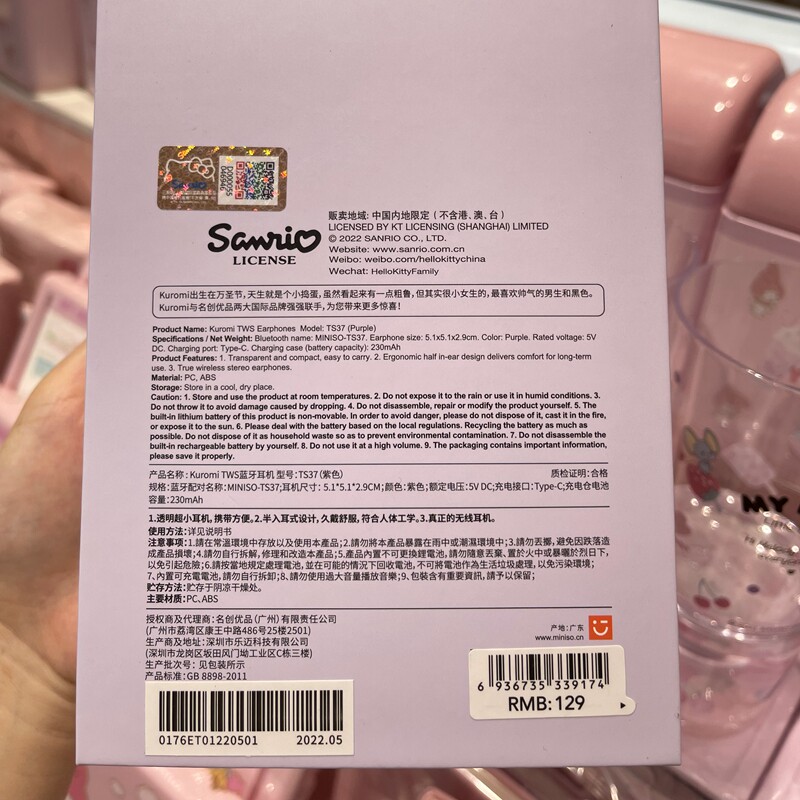 Sanrio
D000055
046946
Sanrio
LICENSE
贩卖地域: 中国内地限定 ( 不含港、澳、台 )
LICENSED BY KT LICENSING (SHANGHAI) LIMITED
© 2022 SANRIO CO., LTD.
Website: www.sanrio.com.cn
Weibo: weibo.com/hellokittychina
Wechat: HelloKittyFamily
Kuromi出生在万圣节,天生就是个小捣蛋,虽然看起来有一点粗鲁,但其实很小女生的,最喜欢帅气的男生和黑色。
Kuromi与名创优品两大国际品牌强强联手,为您带来更多惊喜!
Product Name: Kuromi TWS Earphones Model: TS37 (Purple)
Specifications / Net Weight: Bluetooth name: MINISO-TS37. Earphone size: 5.1x5.1x2.9cm. Color: Purple. Rated voltage: 5V
DC. Charging port: Type-C. Charging case (battery capacity): 230mAh
Product Features: 1. Transparent and compact, easy to carry. 2. Ergonomic half in-ear design delivers comfort for long-term
use. 3. True wireless stereo earphones.
Material: PC, ABS
Storage: Store in a cool, dry place.
Caution: 1. Store and use the product at room temperatures. 2. Do not expose it to the rain or use it in humid conditions. 3.
Do not throw it to avoid damage caused by dropping. 4. Do not disassemble, repair or modify the product yourself. 5. The
built-in lithium battery of this product is non-movable. In order to avoid danger, please do not dispose of it, cast it into the fire,
or expose it to the sun. 6. Please deal with the battery based on the local regulations. Recycling the battery as much as
possible. Do not dispose of it as household waste so as to prevent environmental contamination. 7. Do not disassemble the
built-in rechargeable battery by yourself. 8. Do not use it at a high volume. 9. The packaging contains important information,
please save it properly.
产品名称: Kuromi TWS蓝牙耳机 型号:TS37 (紫色) 质检证明:合格
规格:蓝牙配对名称:MINISO-TS37;耳机尺寸: 5.1*5.1*2.9CM;颜色:紫色;额定电压:5V DC;充电接口:Type-C;充电仓电池
容量:230mAh
1.透明超小耳机,携带方便。2.半入耳式设计,久戴舒服,符合人体工学。3.真正的无线耳机。
使用方法:详见说明书
注意事项:1.請在常溫環境中存放以及使用本產品;2.請勿將本產品暴露在雨中或潮濕環境中;3.請勿丟擲,避免因跌落造
成產品損壞;4.請勿自行拆解,修理和改造本產品;5.產品內置不可更換鋰電池,請勿隨意丟棄、置於火中或暴曬於烈日下,
以免引起危險;6.請按當地規定處理電池,並在可能的情況下回收電池,不可將電池作為生活垃圾處理,以免污染環境;
7、內置可充電電池,請勿自行拆卸;8.請勿使用過大音量播放音樂;9、包裝含有重要資訊,請予以保留;
贮存方法:贮存于阴凉干燥处。
主要材质:PC、ABS
授权商及代理商: 名创优品 (广州) 有限责任公司
(广州市荔湾区康王中路486号25楼2501)
生产商及地址: 深圳市乐迈科技有限公司
(深圳市龙岗区坂田风门坳工业区C栋三楼)
生产批次号: 见包装所示
产品标准: GB 8898-2011
产地:广东
www.miniso.cn
0176ET01220501 2022.05
6 936735 339174
RMB:129
MY